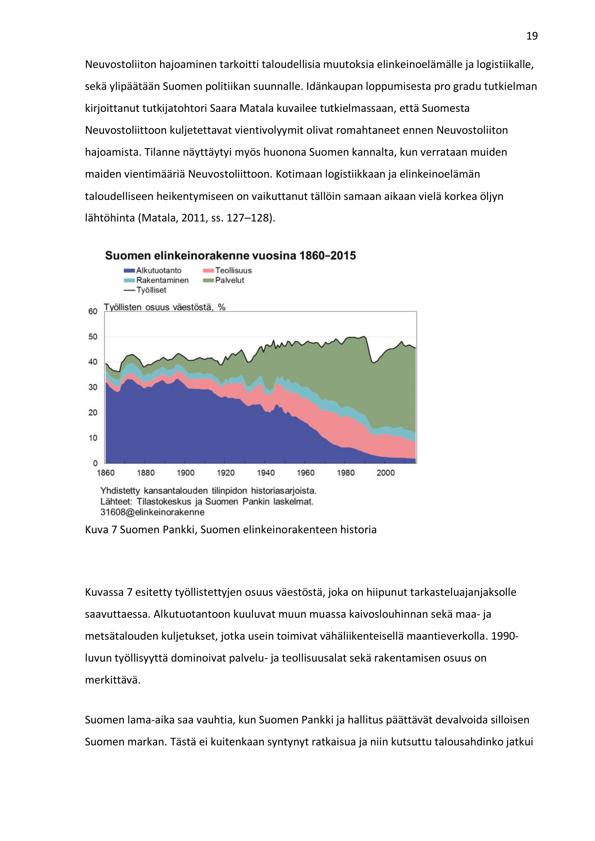 19
Neuvostoliiton hajoaminen tarkoitti taloudellisia muutoksia elinkeinoelämälle ja logistiikalle,
sekä ylipäätään Suomen politiikan suunnalle. Idänkaupan loppumisesta pro gradu tutkielman
kirjoittanut tutkijatohtori Saara Matala kuvailee tutkielmassaan, että Suomesta
Neuvostoliittoon kuljetettavat vientivolyymit olivat romahtaneet ennen Neuvostoliiton
hajoamista. Tilanne näyttäytyi myös huonona Suomen kannalta, kun verrataan muiden
maiden vientimääriä Neuvostoliittoon. Kotimaan logistiikkaan ja elinkeinoelämän
taloudelliseen heikentymiseen on vaikuttanut tällöin samaan aikaan vielä korkea öljyn
lähtöhinta (Matala, 2011, ss. 127–128).
Suomen elinkeinorakenne vuosina 1860–2015
Alkutuotanto Teollisuus
Rakentaminen Palvelut
Työlliset
Työllisten osuus väestöstä, %
60
50
40
30
20
10
0
1860 1880 1900 1920 1940 1960 1980 2000
Yhdistetty kansantalouden tilinpidon historiasarjoista.
Lähteet: Tilastokeskus ja Suomen Pankin laskelmat.
31608@elinkeinorakenne
Kuva 7 Suomen Pankki, Suomen elinkeinorakenteen historia
Kuvassa 7 esitetty työllistettyjen osuus väestöstä, joka on hiipunut tarkasteluajanjaksolle
saavuttaessa. Alkutuotantoon kuuluvat muun muassa kaivoslouhinnan sekä maa- ja
metsätalouden kuljetukset, jotka usein toimivat vähäliikenteisellä maantieverkolla. 1990-
luvun työllisyyttä dominoivat palvelu- ja teollisuusalat sekä rakentamisen osuus on
merkittävä.
Suomen lama-aika saa vauhtia, kun Suomen Pankki ja hallitus päättävät devalvoida silloisen
Suomen markan. Tästä ei kuitenkaan syntynyt ratkaisua ja niin kutsuttu talousahdinko jatkui